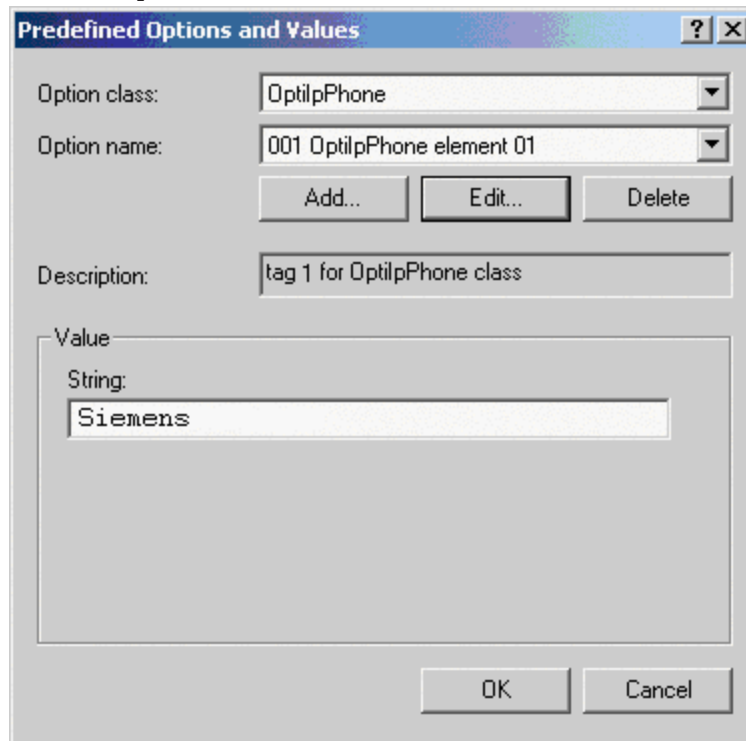 Predefined Options and Values
Option class: OptiIpPhone
Option name: 001 OptiIpPhone element 01
Add... Edit... Delete
Description: tag 1 for OptiIpPhone class
Value
String:
Siemens
OK Cancel